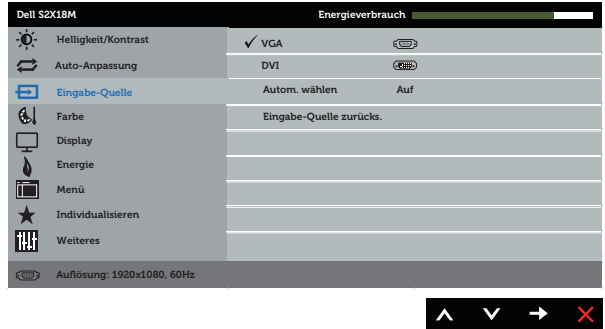 Dell S2X18M
Energieverbrauch
Helligkeit/Kontrast
VGA
Auto-Anpassung
DVI
Eingabe-Quelle
Autom. wählen Auf
Farbe
Eingabe-Quelle zurücks.
Display
Energie
Menü
Individualisieren
Weiteres
Auflösung: 1920x1080, 60Hz